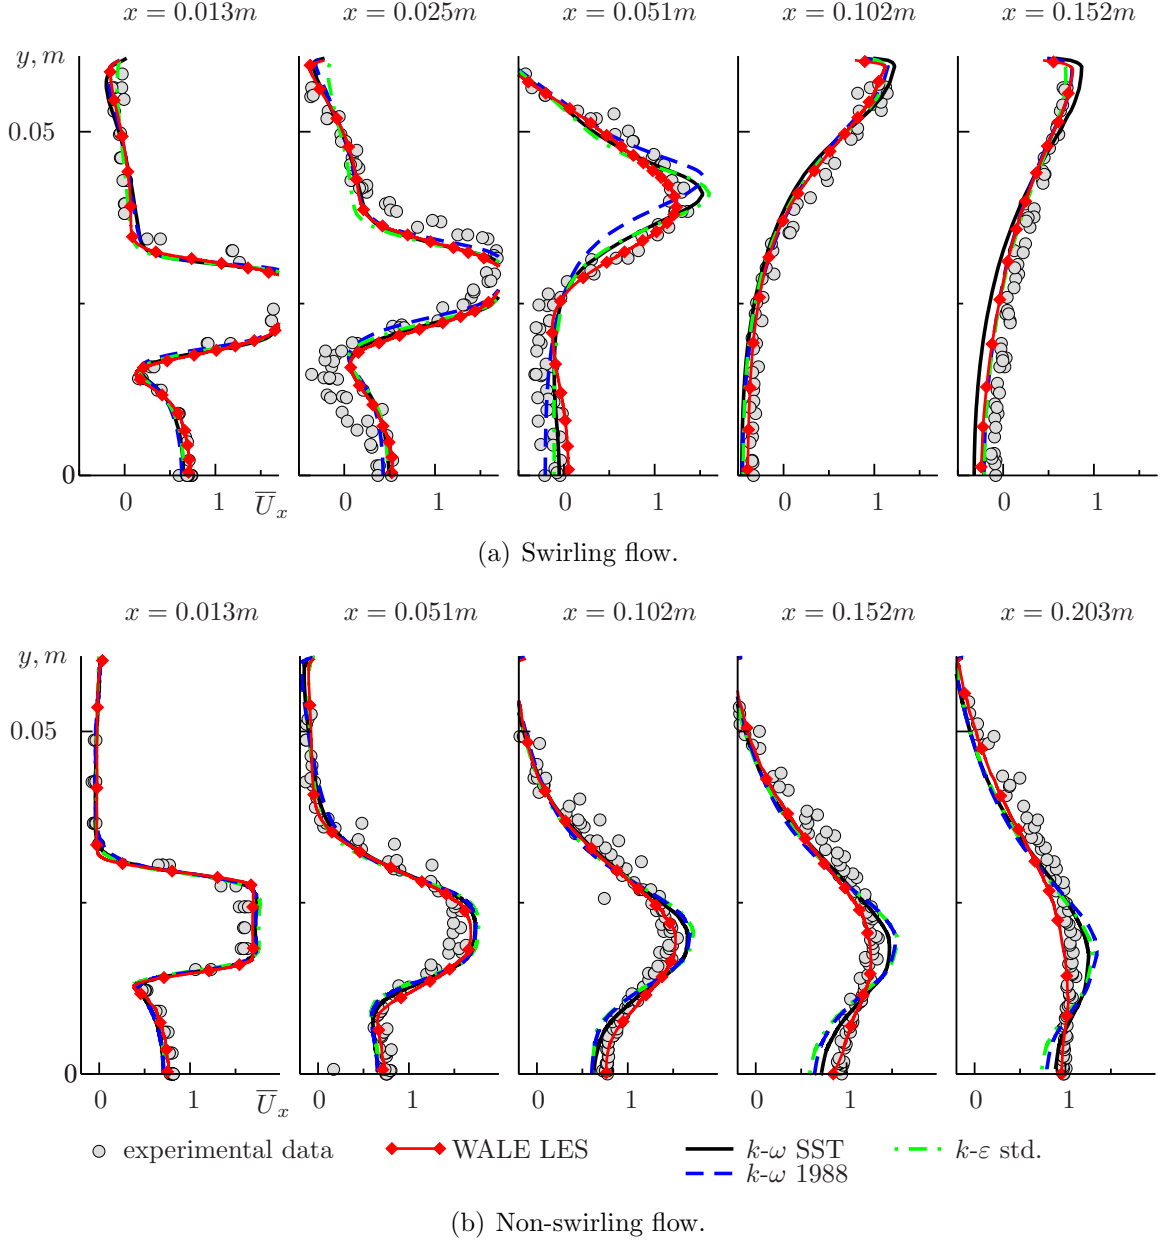 x = 0.013m x = 0.025m x = 0.051m x = 0.102m x = 0.152m
y, m
0.05
0
0 1 U̅x 0 1 0 1 0 1 0 1
(a) Swirling flow.
x = 0.013m x = 0.051m x = 0.102m x = 0.152m x = 0.203m
y, m
0.05
0
0 1 U̅x 0 1 0 1 0 1 0 1
experimental data WALE LES k-ω SST k-ε std.
k-ω 1988
(b) Non-swirling flow.